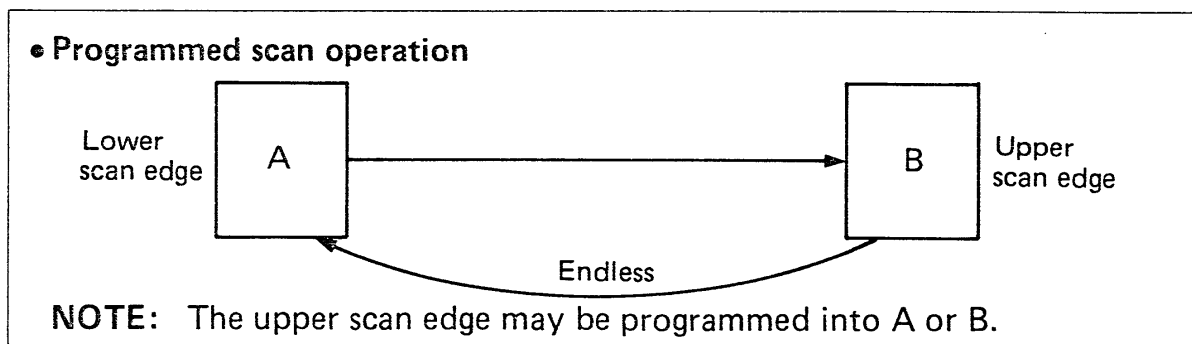 • Programmed scan operation
Lower
scan edge
A
B
Upper
scan edge
Endless
NOTE: The upper scan edge may be programmed into A or B.